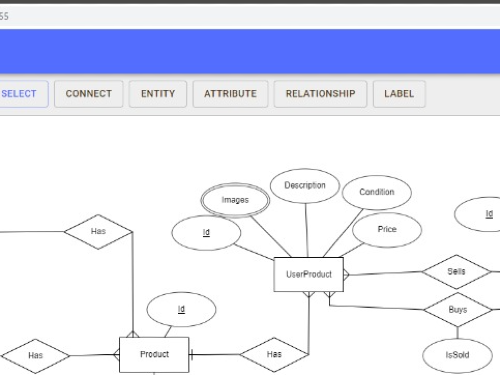 55
SELECT CONNECT ENTITY ATTRIBUTE RELATIONSHIP LABEL
Images Description Condition
Id
Has Id Price
UserProduct Sells
Id Buys
Has Product Has IsSold